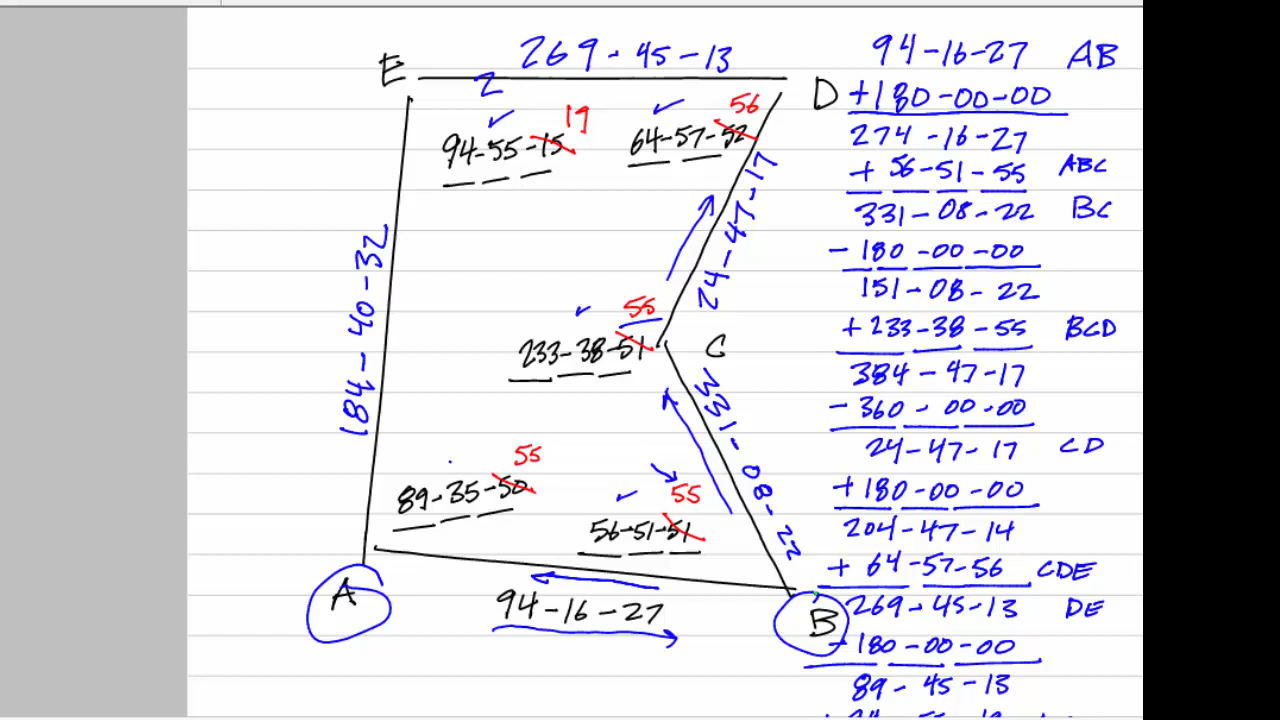 269-45-13
E
D
2
94-55-15
19
64-57-52
56
24-47-17
184-40-32
55
233-38-51
C
331-08-22
55
89-35-50
55
56-51-51
A
94-16-27
B
94-16-27 AB
+180-00-00
274-16-27
+56-51-55 ABC
331-08-22 BC
-180-00-00
151-08-22
+233-38-55 BCD
384-47-17
-360-00-00
24-47-17 CD
+180-00-00
204-47-14
+64-57-56 CDE
269-45-13 DE
-180-00-00
89-45-13